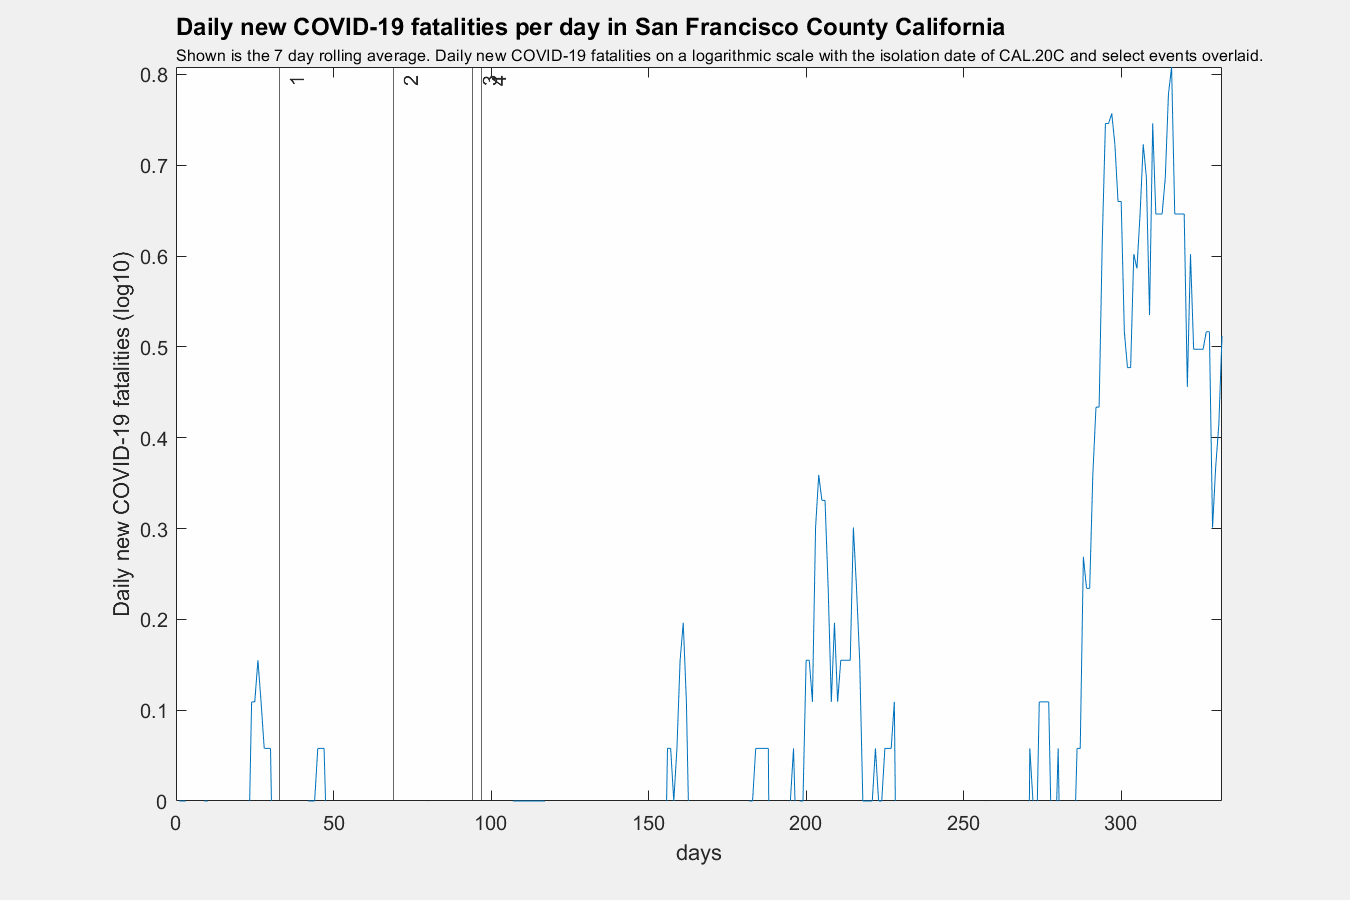 Daily new COVID-19 fatalities per day in San Francisco County California
Shown is the 7 day rolling average. Daily new COVID-19 fatalities on a logarithmic scale with the isolation date of CAL.20C and select events overlaid.
1 2 3 4
0.8
0.7
0.6
0.5
0.4
0.3
0.2
0.1
0
Daily new COVID-19 fatalities (log10)
0 50 100 150 200 250 300
days